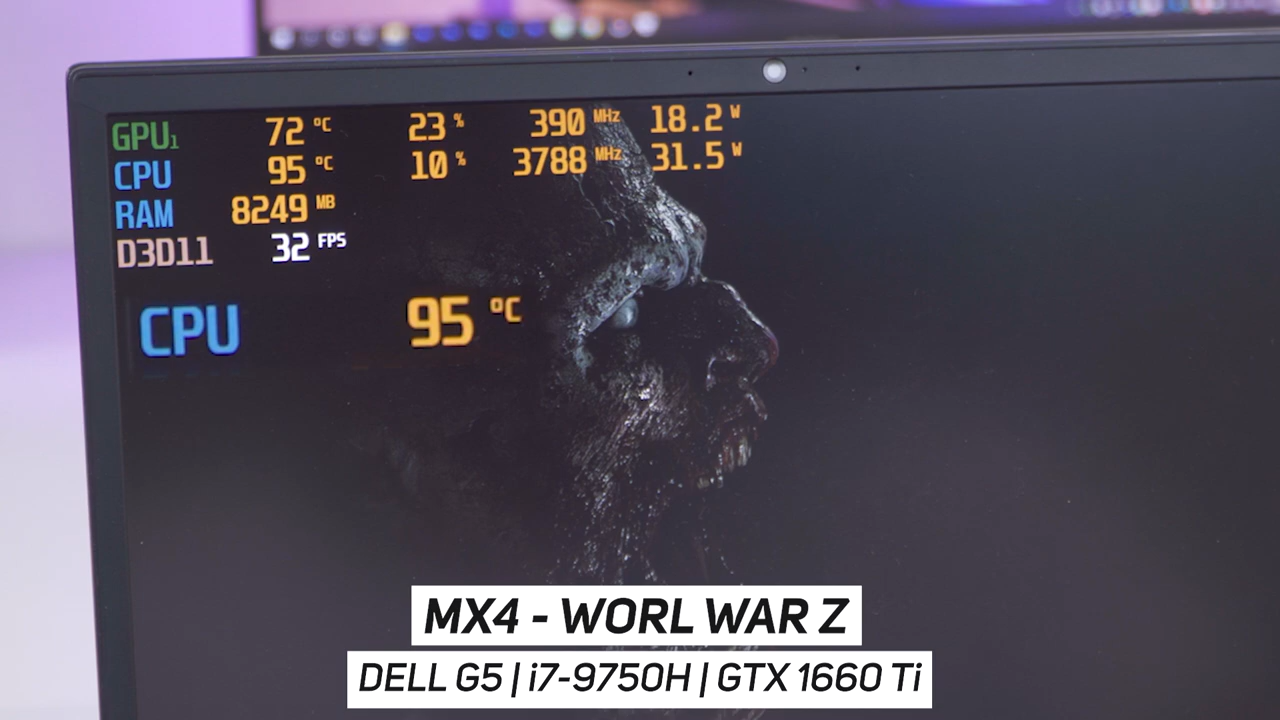 GPU1 72 °C 23 % 390 MHz 18.2 W
CPU 95 °C 10 % 3788 MHz 31.5 W
RAM 8249 MB
D3D11 32 FPS
CPU 95 °C
MX4 - WORL WAR Z
DELL G5 | i7-9750H | GTX 1660 Ti